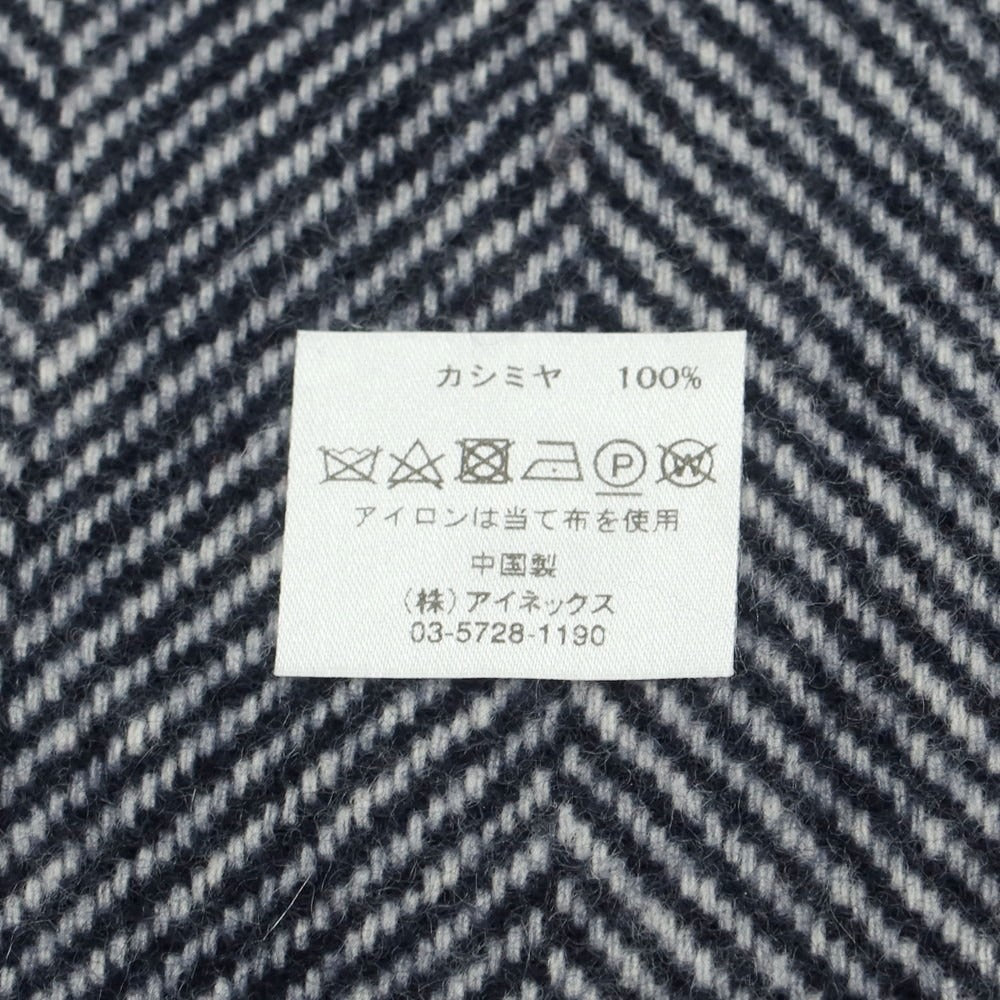 カシミヤ 100%
P W
アイロンは当て布を使用
中国製
（株）アイネックス
03-5728-1190